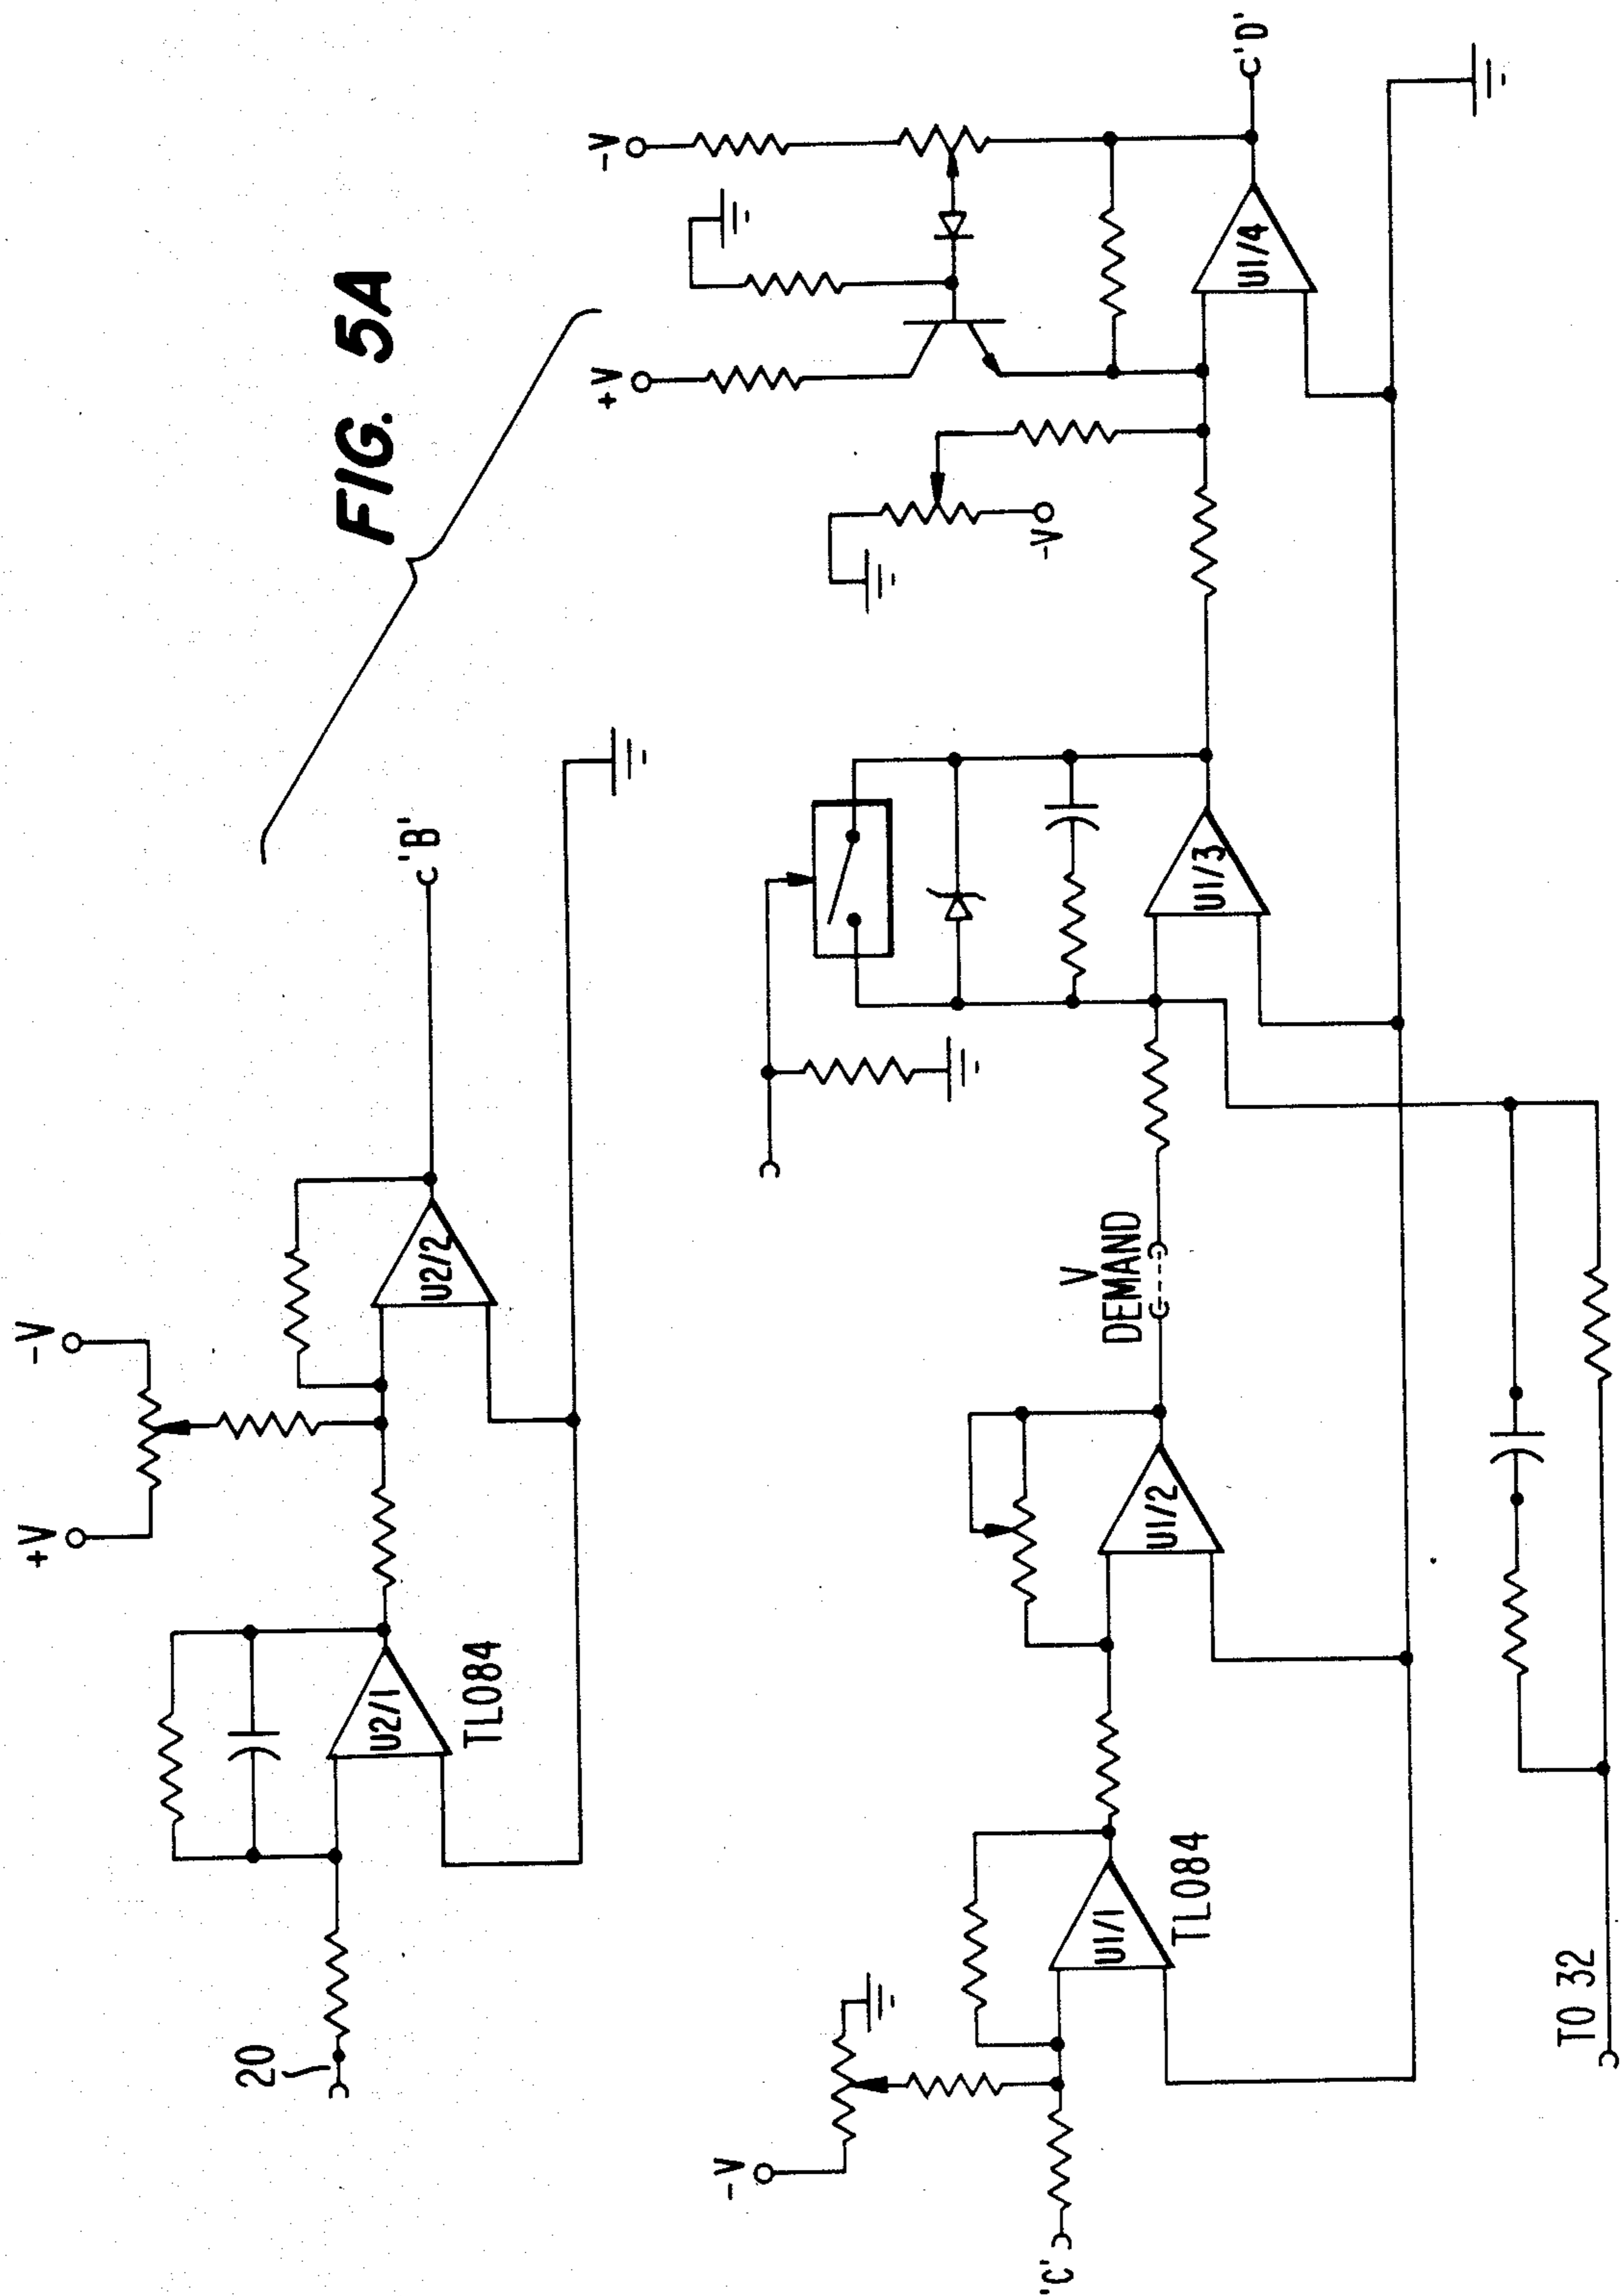 FIG. 5A
+V
-V
20
U2/1
TL084
U2/2
'B'
-V
'C'
U1/1
TL084
U1/2
V
DEMAND
U1/3
-V
+V
-V
U1/4
'D'
TO 32